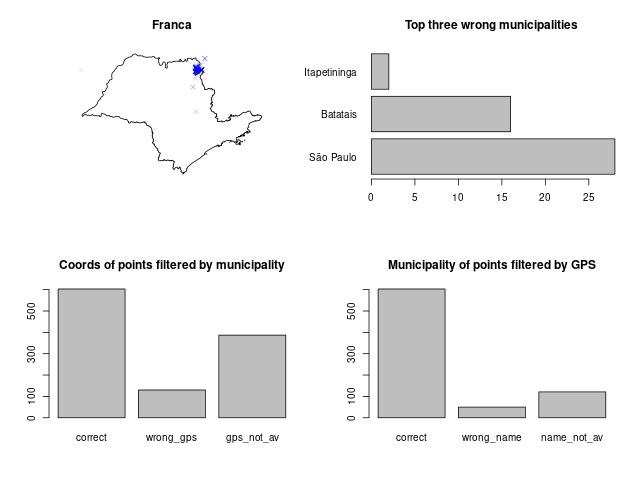 Franca
Top three wrong municipalities
Itapetininga
Batatais
São Paulo
0 5 10 15 20 25
Coords of points filtered by municipality
0 100 300 500
correct wrong_gps gps_not_av
Municipality of points filtered by GPS
0 100 300 500
correct wrong_name name_not_av